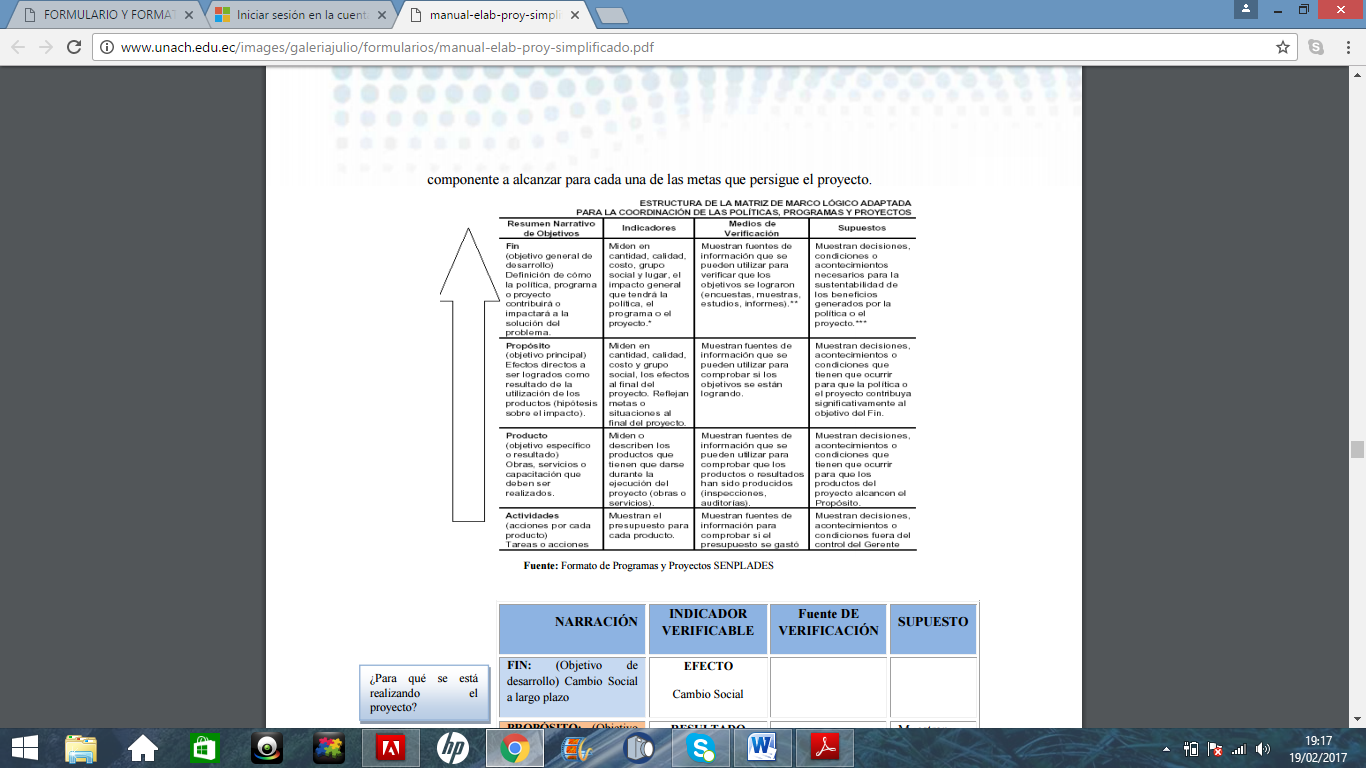 FORMULARIO Y FORMAT
Iniciar sesión en la cuent
manual-elab-proy-simpli
www.unach.edu.ec/images/galeriajulio/formularios/manual-elab-proy-simplificado.pdf
componente a alcanzar para cada una de las metas que persigue el proyecto.
ESTRUCTURA DE LA MATRIZ DE MARCO LÓGICO ADAPTADA
PARA LA COORDINACIÓN DE LAS POLÍTICAS, PROGRAMAS Y PROYECTOS
Resumen Narrativo
de Objetivos
Indicadores
Medios de
Verificación
Supuestos
Fin
(objetivo general de
desarrollo)
Definición de cómo
la política, programa
o proyecto
contribuirá o
impactará a la
solución del
problema.
Miden en
cantidad, calidad,
costo, grupo
social y lugar, el
impacto general
que tendrá la
política, el
programa o el
proyecto.*
Muestran fuentes de
información que se
pueden utilizar para
verificar que los
objetivos se lograron
(encuestas, muestras,
estudios, informes).**
Muestran decisiones,
condiciones o
acontecimientos
necesarios para la
sustentabilidad de
los beneficios
generados por la
política o el
proyecto.***
Propósito
(objetivo principal)
Efectos directos a
ser logrados como
resultado de la
utilización de los
productos (hipótesis
sobre el impacto).
Miden en
cantidad, calidad,
costo y grupo
social, los efectos
al final del
proyecto. Reflejan
metas o
situaciones al
final del proyecto.
Muestran fuentes de
información que se
pueden utilizar para
comprobar si los
objetivos se están
logrando.
Muestran decisiones,
acontecimientos o
condiciones que
tienen que ocurrir
para que la política o
el proyecto contribuya
significativamente al
objetivo del Fin.
Producto
(objetivo específico
o resultado)
Obras, servicios o
capacitación que
deben ser
realizados.
Miden o
describen los
productos que
tienen que darse
durante la
ejecución del
proyecto (obras o
servicios).
Muestran fuentes de
información que se
pueden utilizar para
comprobar que los
productos o resultados
han sido producidos
(inspecciones,
auditorías).
Muestran decisiones,
acontecimientos o
condiciones que
tienen que ocurrir
para que los
productos del
proyecto alcancen el
Propósito.
Actividades
(acciones por cada
producto)
Tareas o acciones
Muestran el
presupuesto para
cada producto.
Muestran fuentes de
información para
comprobar si el
presupuesto se gastó
Muestran decisiones,
acontecimientos o
condiciones fuera del
control del Gerente
Fuente: Formato de Programas y Proyectos SENPLADES
NARRACIÓN
INDICADOR
VERIFICABLE
Fuente DE
VERIFICACIÓN
SUPUESTO
¿Para qué se está
realizando el
proyecto?
FIN: (Objetivo de
desarrollo) Cambio Social
a largo plazo
EFECTO
Cambio Social
PROPÓSITO: (Objetivo
RESULTADO
hp
19:17
19/02/2017